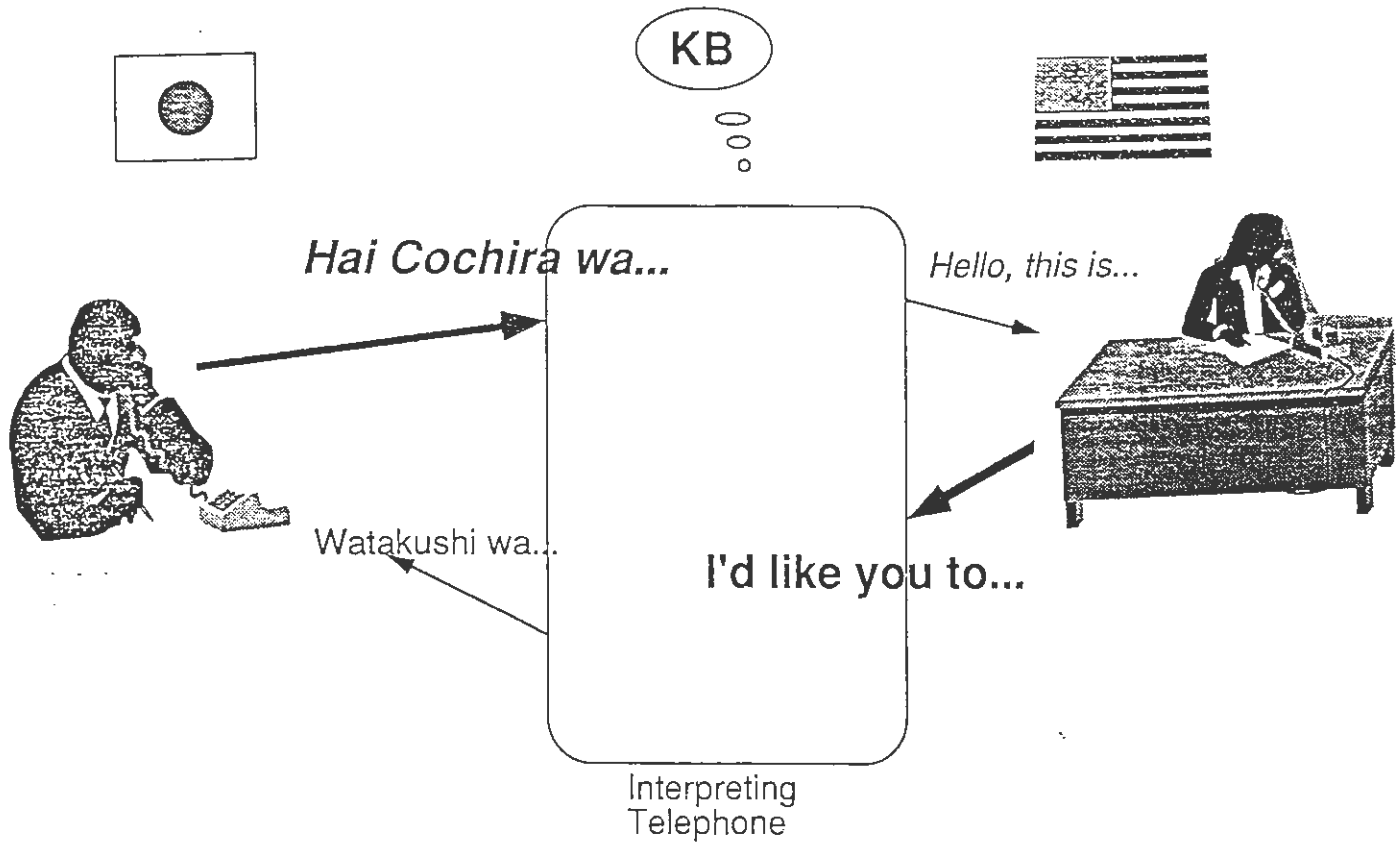 KB
Hai Cochira wa...
Hello, this is...
Watakushi wa...
I'd like you to...
Interpreting
Telephone